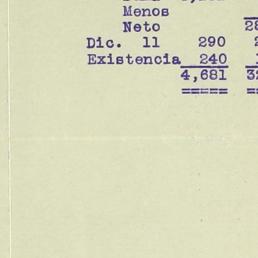 Menos
Neto
Dic. 11 290
Existencia 240
4,681
=====